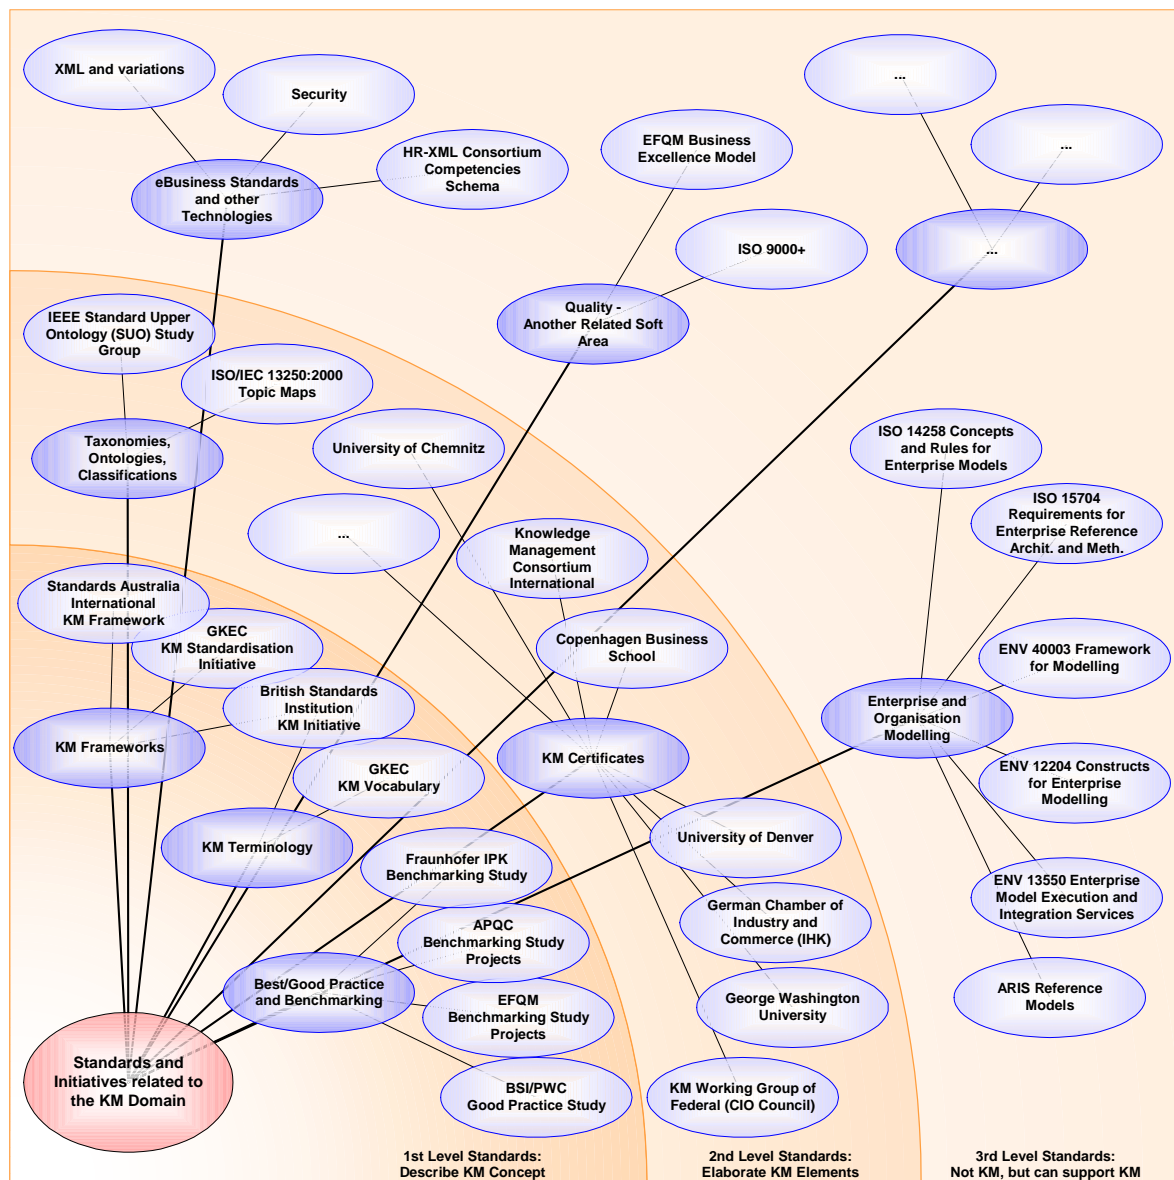 XML and variations
Security
HR-XML Consortium
Competencies
Schema
eBusiness Standards
and other
Technologies
EFQM Business
Excellence Model
ISO 9000+
Quality -
Another Related Soft
Area
...
...
...
IEEE Standard Upper
Ontology (SUO) Study
Group
ISO/IEC 13250:2000
Topic Maps
Taxonomies,
Ontologies,
Classifications
University of Chemnitz
...
Knowledge
Management
Consortium
International
Copenhagen Business
School
ISO 14258 Concepts
and Rules for
Enterprise Models
ISO 15704
Requirements for
Enterprise Reference
Archit. and Meth.
ENV 40003 Framework
for Modelling
Enterprise and
Organisation
Modelling
ENV 12204 Constructs
for Enterprise
Modelling
ENV 13550 Enterprise
Model Execution and
Integration Services
ARIS Reference
Models
Standards Australia
International
KM Framework
GKEC
KM Standardisation
Initiative
British Standards
Institution
KM Initiative
KM Frameworks
GKEC
KM Vocabulary
KM Terminology
KM Certificates
University of Denver
German Chamber of
Industry and
Commerce (IHK)
George Washington
University
KM Working Group of
Federal (CIO Council)
Fraunhofer IPK
Benchmarking Study
APQC
Benchmarking Study
Projects
Best/Good Practice
and Benchmarking
EFQM
Benchmarking Study
Projects
BSI/PWC
Good Practice Study
Standards and
Initiatives related to
the KM Domain
1st Level Standards:
Describe KM Concept
2nd Level Standards:
Elaborate KM Elements
3rd Level Standards:
Not KM, but can support KM